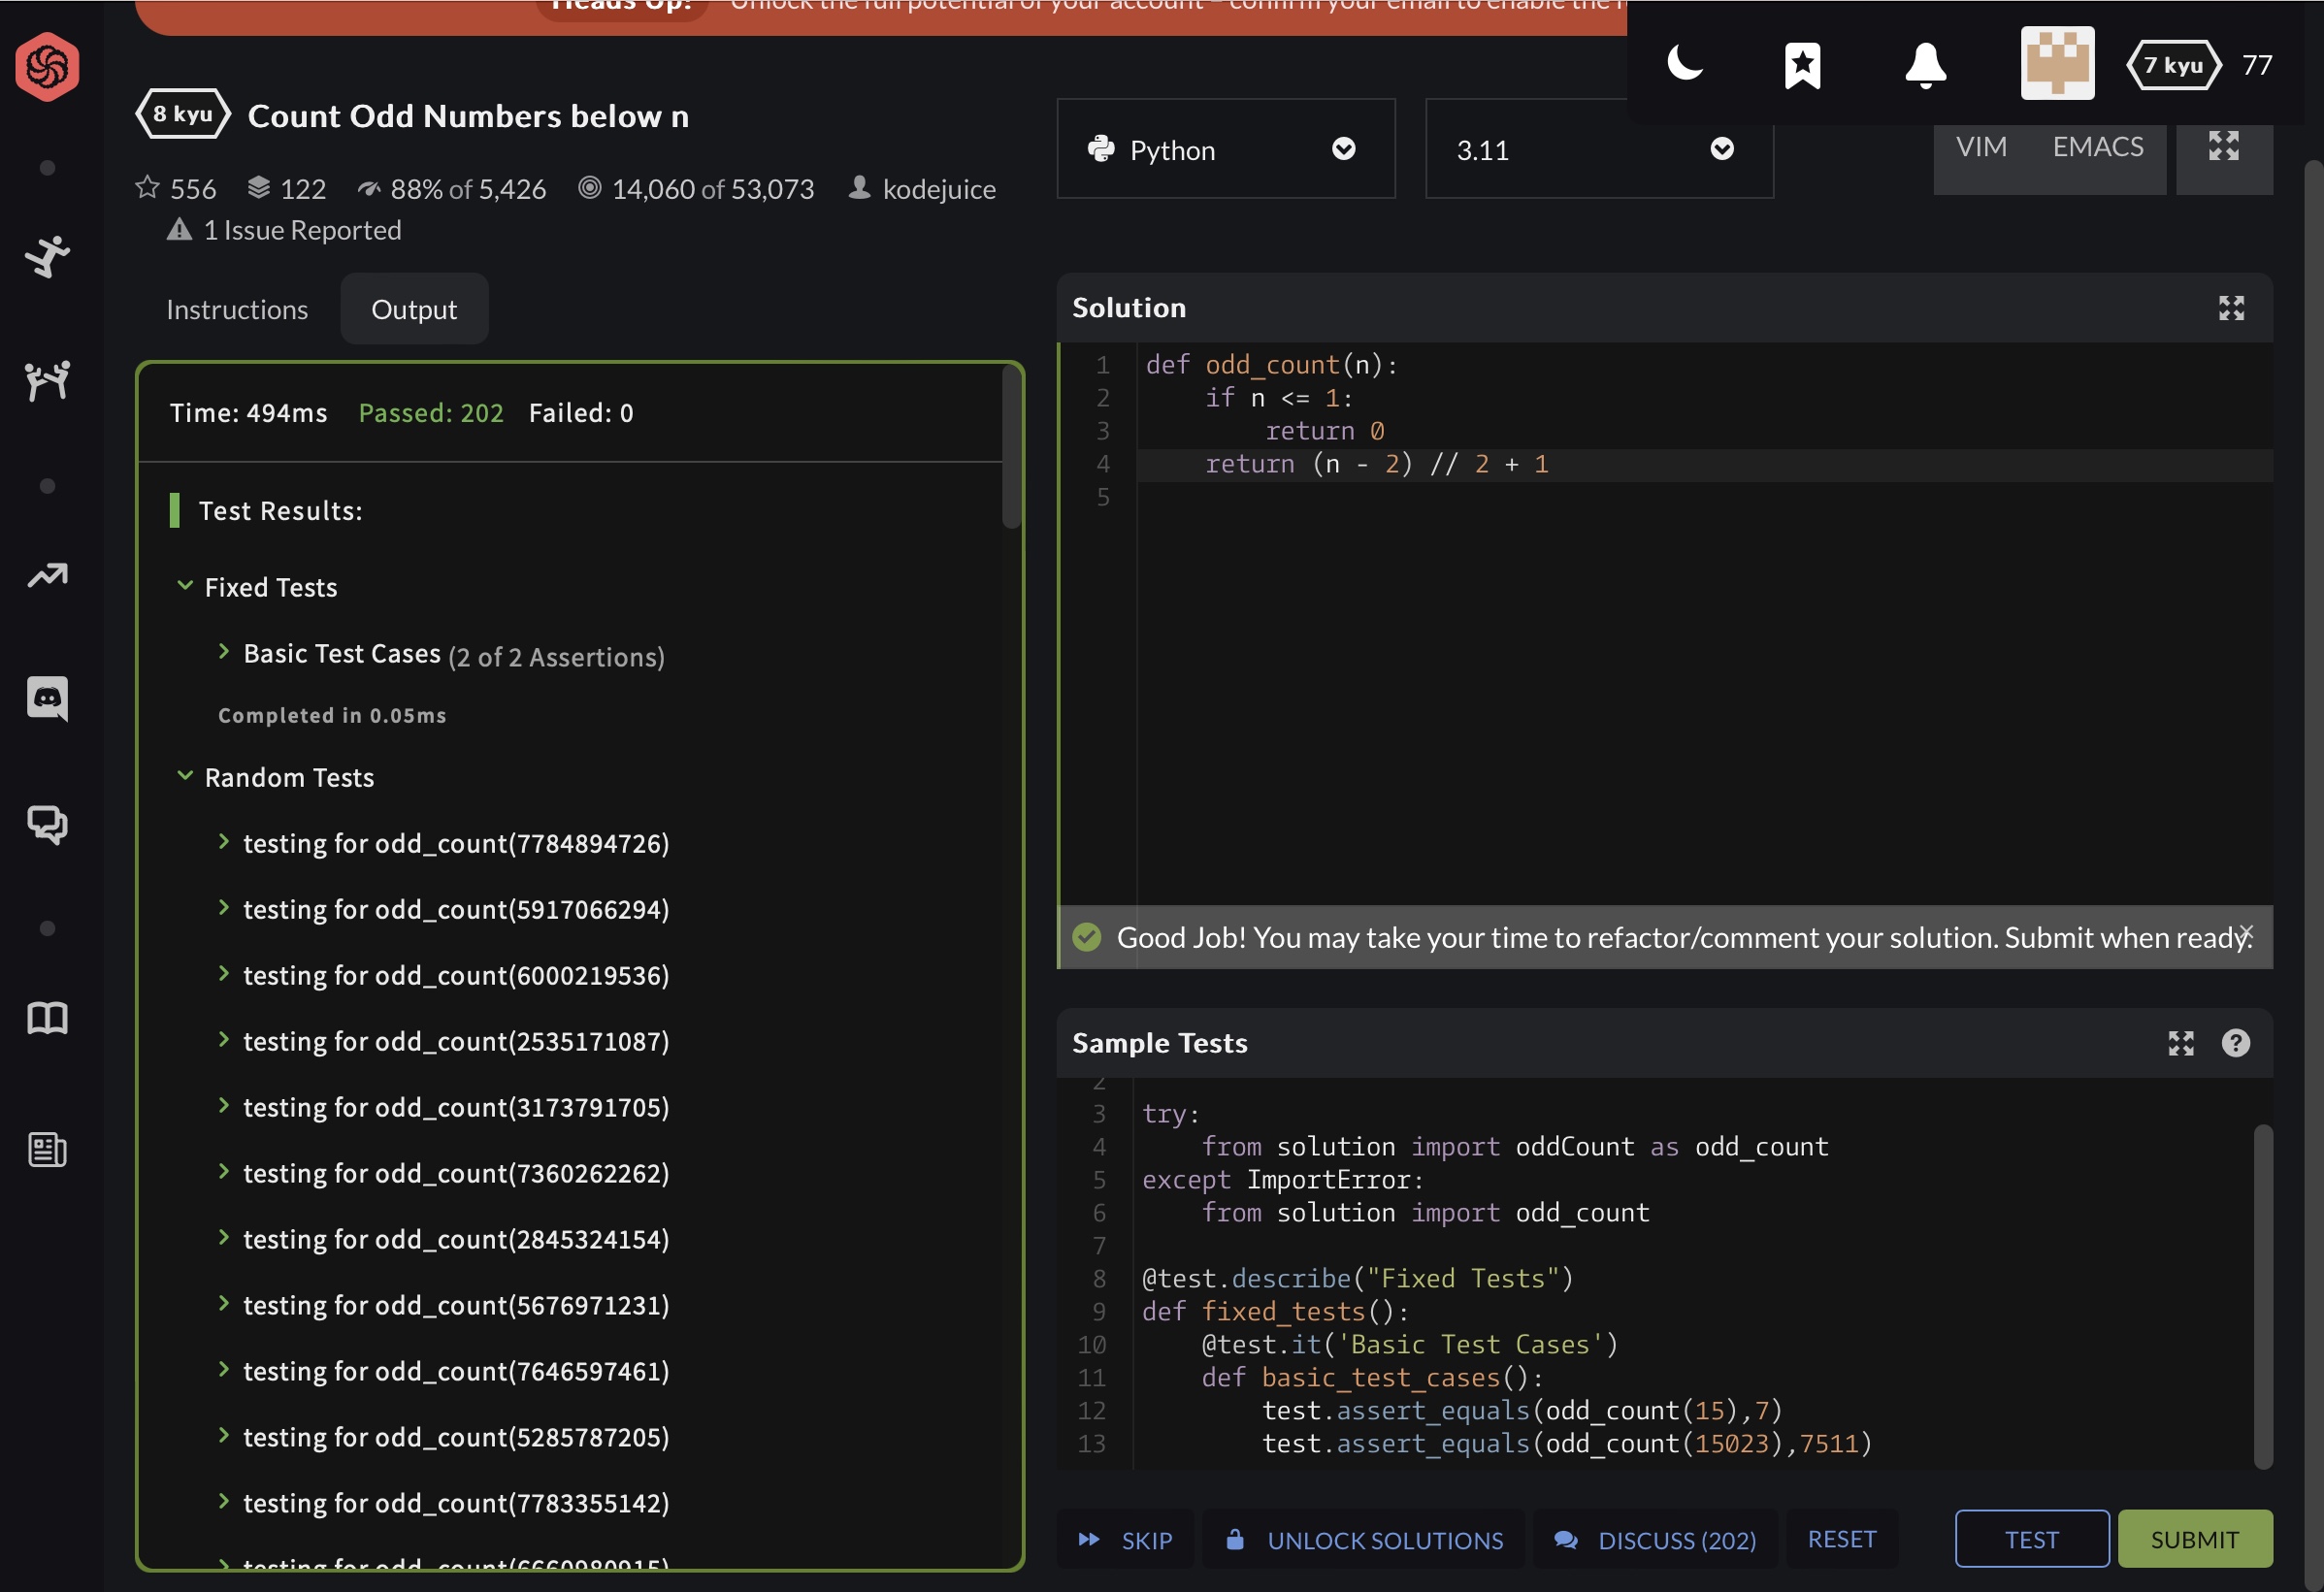 Heads Up! Unlock the full potential of your account – confirm your email to enable the
7 kyu 77
8 kyu Count Odd Numbers below n
556 122 88% of 5,426 14,060 of 53,073 kodejuice
1 Issue Reported
Python 3.11 VIM EMACS
Instructions Output
Time: 494ms Passed: 202 Failed: 0
Test Results:
Fixed Tests
Basic Test Cases (2 of 2 Assertions)
Completed in 0.05ms
Random Tests
testing for odd_count(7784894726)
testing for odd_count(5917066294)
testing for odd_count(6000219536)
testing for odd_count(2535171087)
testing for odd_count(3173791705)
testing for odd_count(7360262262)
testing for odd_count(2845324154)
testing for odd_count(5676971231)
testing for odd_count(7646597461)
testing for odd_count(5285787205)
testing for odd_count(7783355142)
testing for odd_count(6660980915)
Solution
1 def odd_count(n):
2     if n <= 1:
3         return 0
4     return (n - 2) // 2 + 1
5
Good Job! You may take your time to refactor/comment your solution. Submit when ready.
Sample Tests
2
3 try:
4     from solution import oddCount as odd_count
5 except ImportError:
6     from solution import odd_count
7
8 @test.describe("Fixed Tests")
9 def fixed_tests():
10     @test.it('Basic Test Cases')
11     def basic_test_cases():
12         test.assert_equals(odd_count(15),7)
13         test.assert_equals(odd_count(15023),7511)
SKIP UNLOCK SOLUTIONS DISCUSS (202) RESET TEST SUBMIT